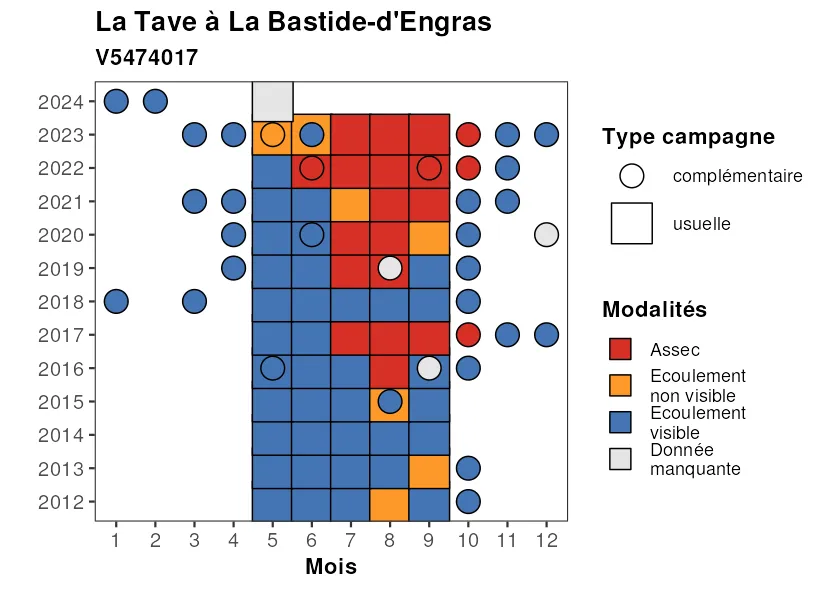 La Tave à La Bastide-d'Engras
V5474017
2024
2023
2022
2021
2020
2019
2018
2017
2016
2015
2014
2013
2012
1 2 3 4 5 6 7 8 9 10 11 12
Mois
Type campagne
complémentaire
usuelle
Modalités
Assec
Ecoulement
non visible
Ecoulement
visible
Donnée
manquante